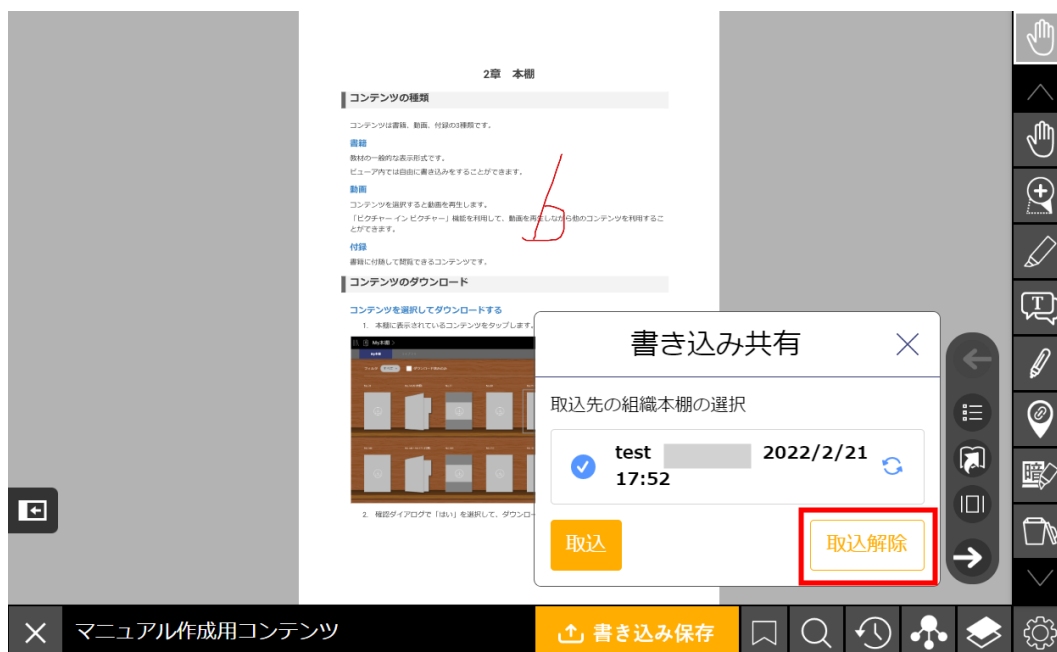 2章 本棚
コンテンツの種類
コンテンツは書籍、動画、付録の3種類です。
書籍
教材の一般的な表示形式です。
ビューア内では自由に書き込みをすることができます。
動画
コンテンツを選択すると動画を再生します。
「ピクチャー イン ピクチャー」機能を利用して、動画を再生しながら他のコンテンツを利用するこ
とができます。
付録
書籍に付随して閲覧できるコンテンツです。
コンテンツのダウンロード
コンテンツを選択してダウンロードする
1. 本棚に表示されているコンテンツをタップします。
My本棚
2. 確認ダイアログで「はい」を選択して、ダウンロー
書き込み共有
取込先の組織本棚の選択
test 2022/2/21
17:52
取込
取込解除
マニュアル作成用コンテンツ
書き込み保存